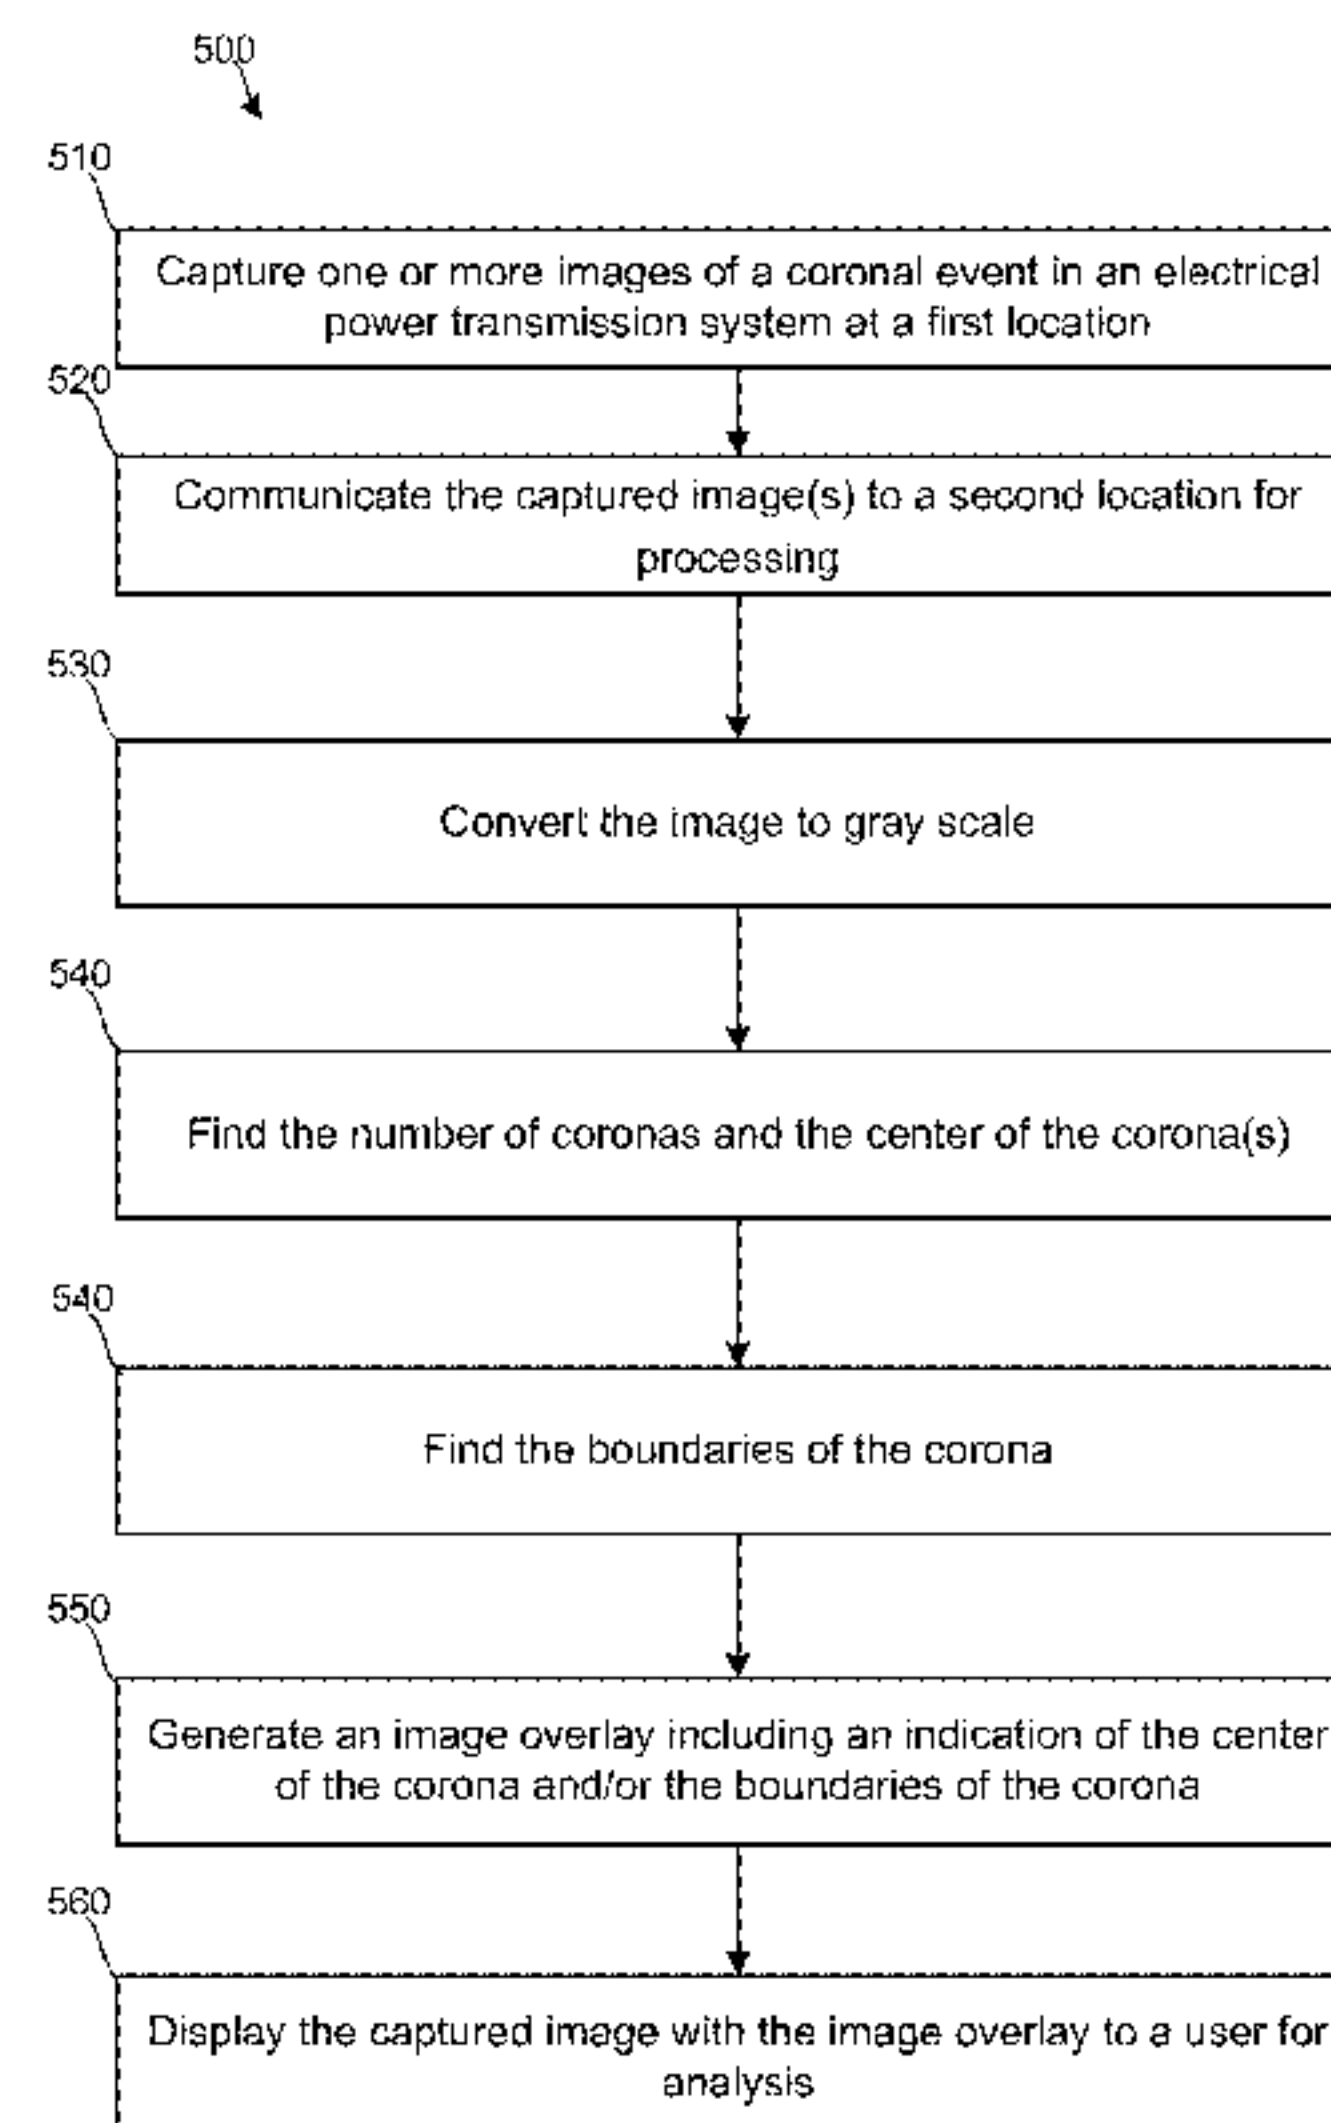 500
510
Capture one or more images of a coronal event in an electrical
power transmission system at a first location
520
Communicate the captured image(s) to a second location for
processing
530
Convert the image to gray scale
540
Find the number of coronas and the center of the corona(s)
540
Find the boundaries of the corona
550
Generate an image overlay including an indication of the center
of the corona and/or the boundaries of the corona
560
Display the captured image with the image overlay to a user for
analysis